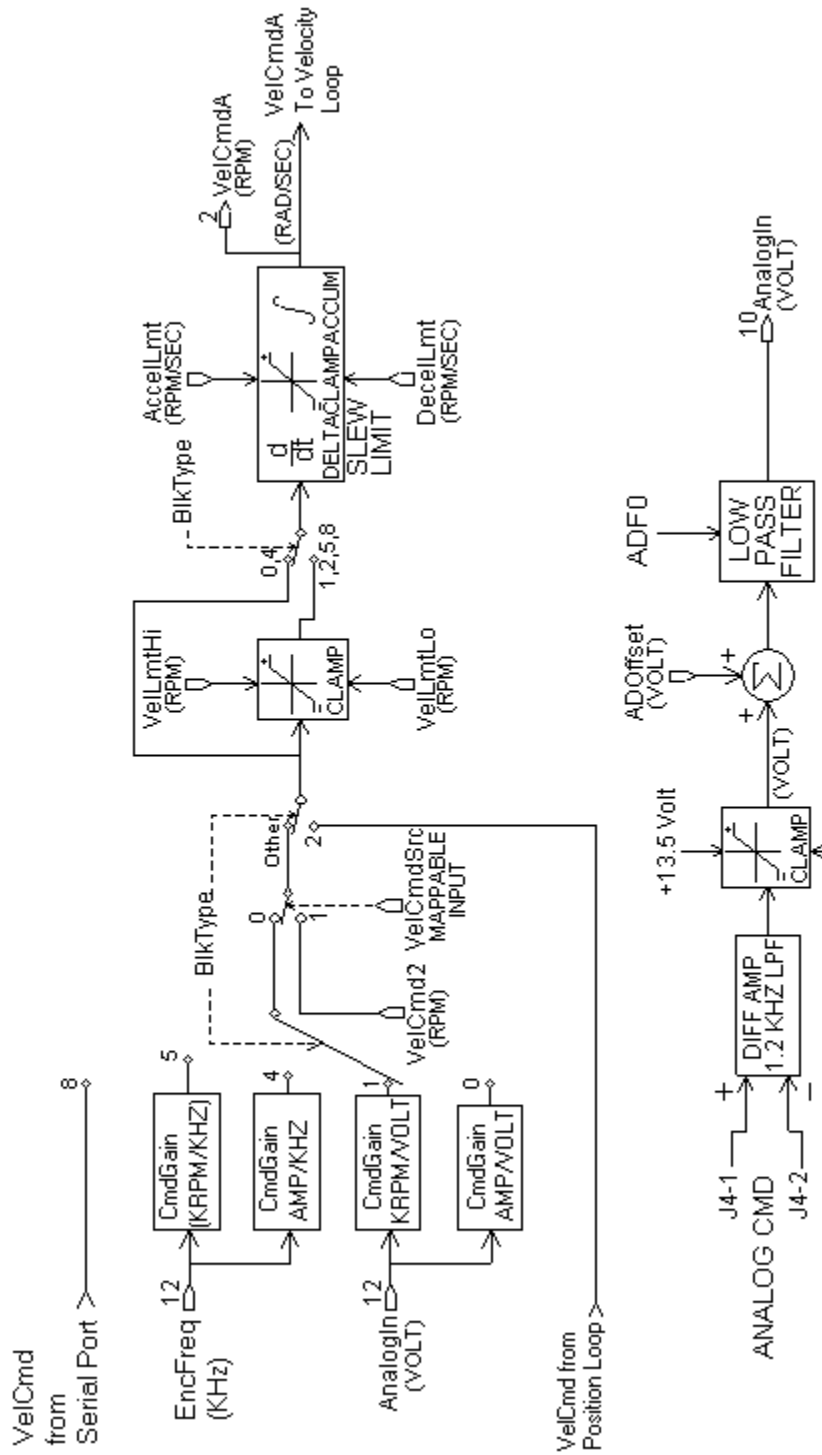 VelCmd
from
Serial Port
8
EncFreq
(KHz)
12
CmdGain
(KRPM/KHZ)
5
CmdGain
AMP/KHZ
4
AnalogIn
(VOLT)
12
CmdGain
KRPM/VOLT
1
CmdGain
AMP/VOLT
0
VelCmd from
Position Loop
BlkType
0
1
VelCmd2
(RPM)
VelCmdSrc
MAPPABLE
INPUT
Other
2
VelLmtHi
(RPM)
CLAMP
VelLmtLo
(RPM)
BlkType
0,4
1,2,5,8
AccelLmt
(RPM/SEC)
d
dt
∫
DELTA
CLAMP
ACCUM
SLEW
LIMIT
DecelLmt
(RPM/SEC)
2
VelCmdA
(RPM)
(RAD/SEC)
VelCmdA
To Velocity
Loop
ANALOG CMD
J4-1
J4-2
+
−
DIFF AMP
1.2 KHZ LPF
+13.5 Volt
CLAMP
(VOLT)
ADOffset
(VOLT)
+
+
Σ
ADF0
LOW
PASS
FILTER
10
AnalogIn
(VOLT)